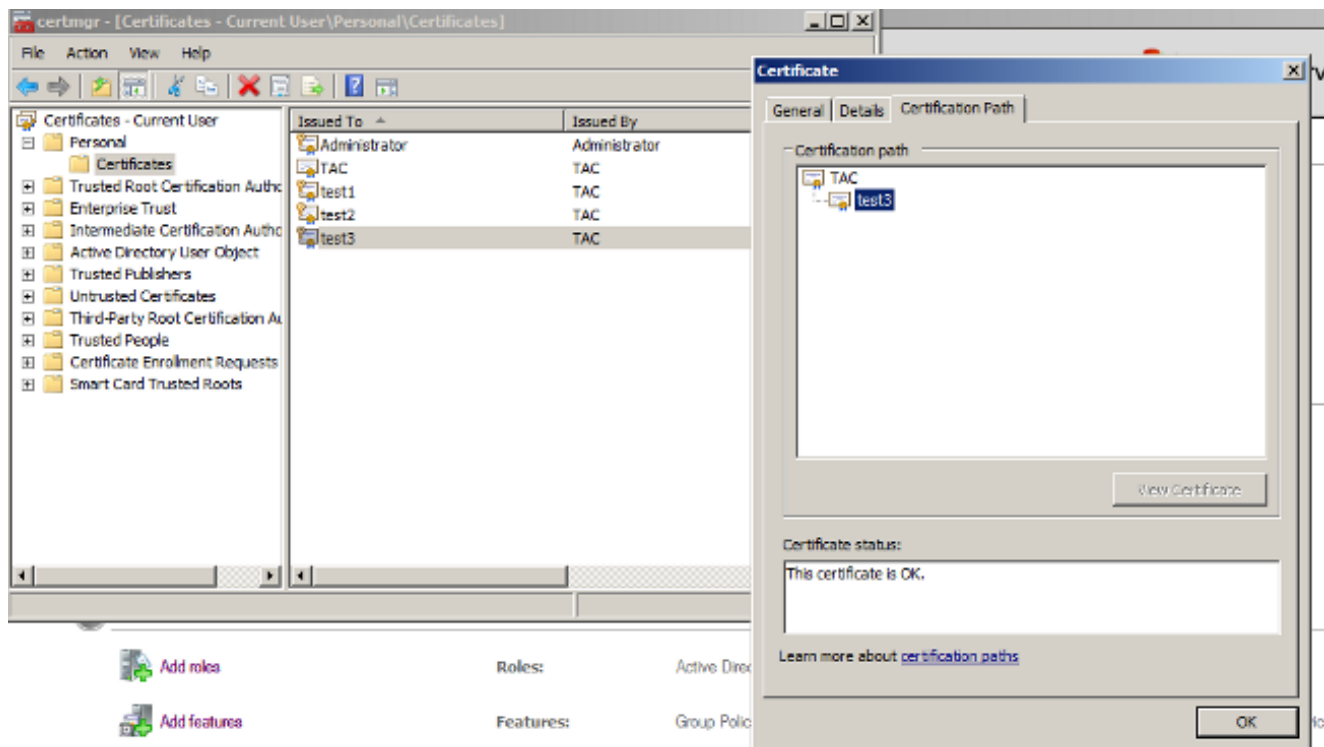 certmgr - [Certificates - Current User\Personal\Certificates]
File Action View Help
Certificates - Current User
Personal
Certificates
Trusted Root Certification Autho
Enterprise Trust
Intermediate Certification Autho
Active Directory User Object
Trusted Publishers
Untrusted Certificates
Third-Party Root Certification Au
Trusted People
Certificate Enrollment Requests
Smart Card Trusted Roots
Issued To Issued By
Administrator Administrator
TAC TAC
test1 TAC
test2 TAC
test3 TAC
Certificate
General Details Certification Path
Certification path
TAC
test3
View Certificate
Certificate status:
This certificate is OK.
Learn more about certification paths
OK
Add roles Roles: Active Direc
Add features Features: Group Polic